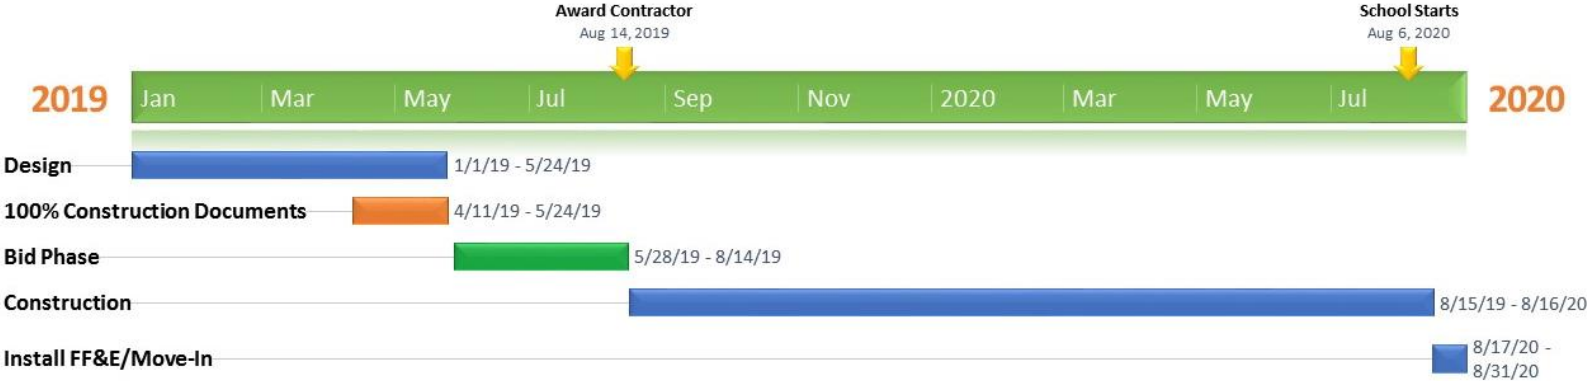 Award Contractor
Aug 14, 2019
School Starts
Aug 6, 2020
2019 Jan Mar May Jul Sep Nov 2020 Mar May Jul 2020
Design 1/1/19 - 5/24/19
100% Construction Documents 4/11/19 - 5/24/19
Bid Phase 5/28/19 - 8/14/19
Construction 8/15/19 - 8/16/20
Install FF&E/Move-In 8/17/20 -
8/31/20